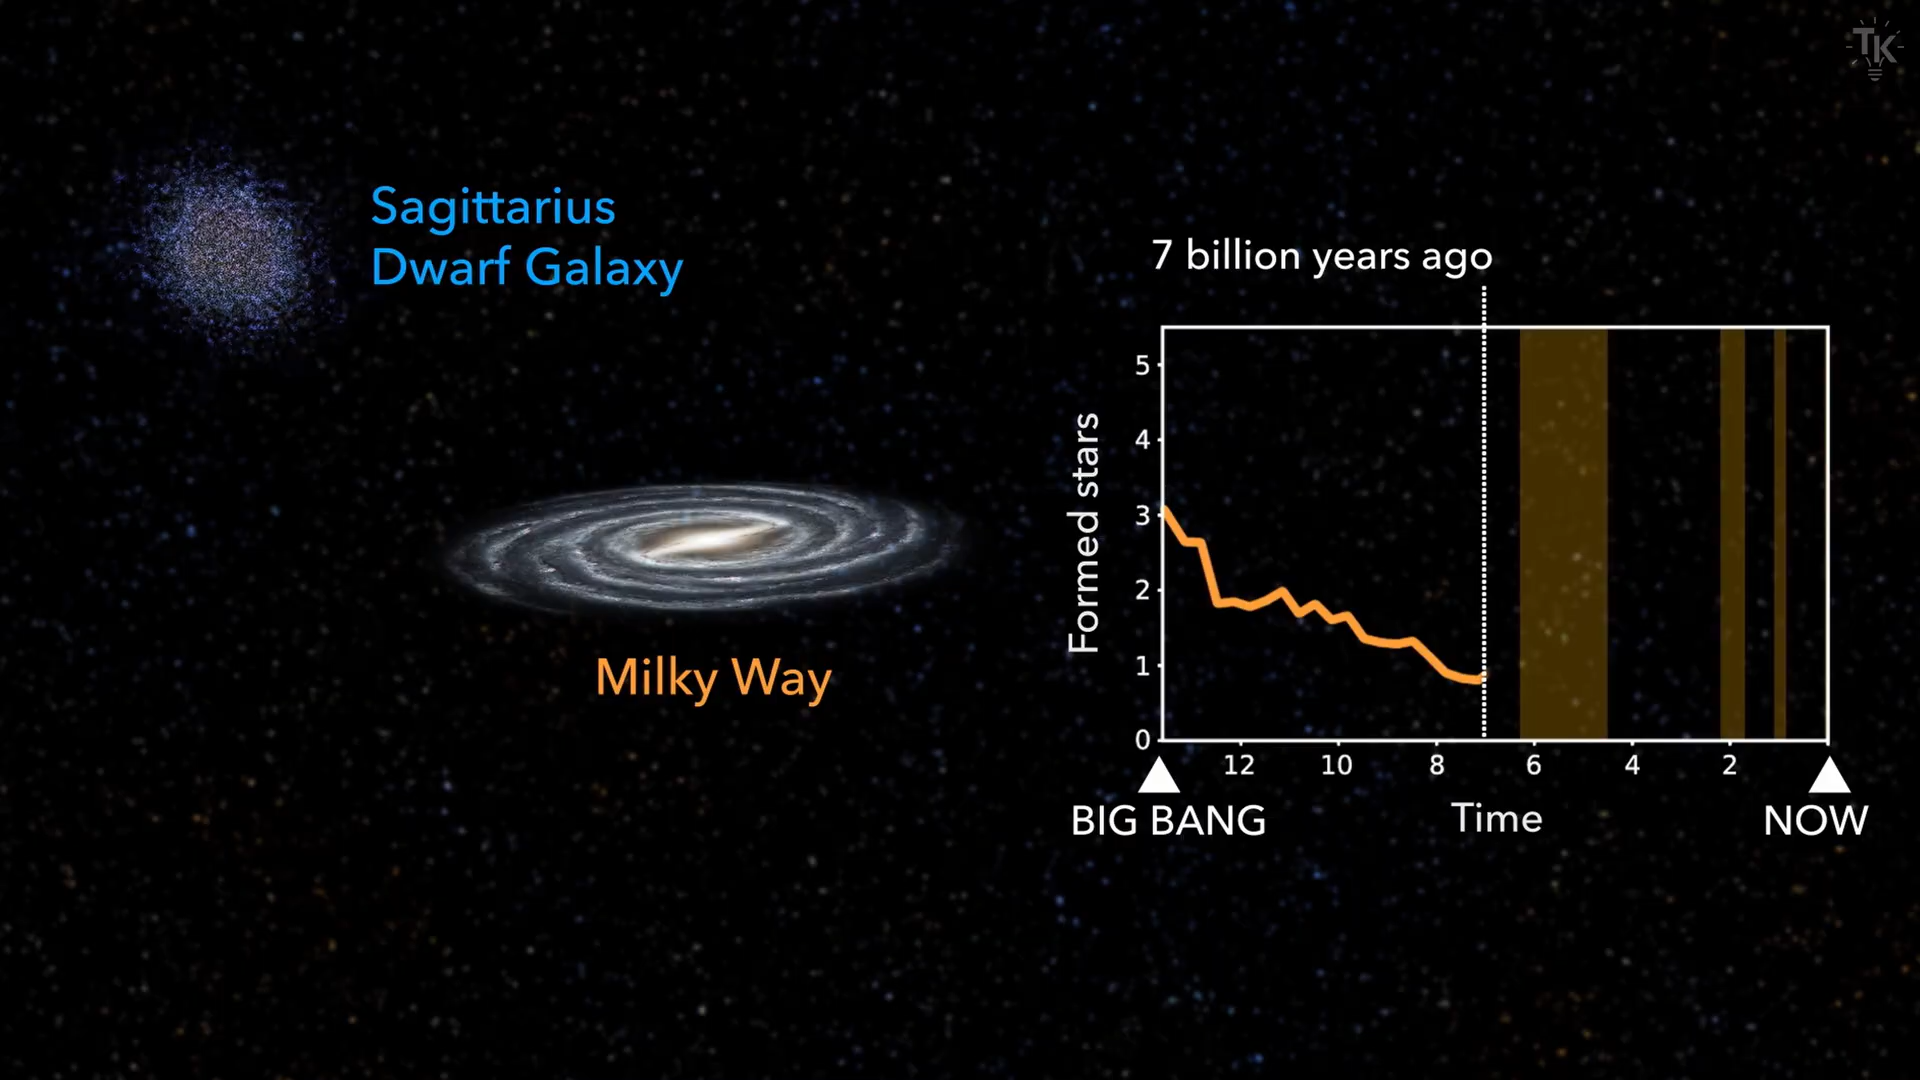 TK
Sagittarius
Dwarf Galaxy
Milky Way
7 billion years ago
Formed stars
5
4
3
2
1
0
12 10 8 6 4 2
BIG BANG Time NOW